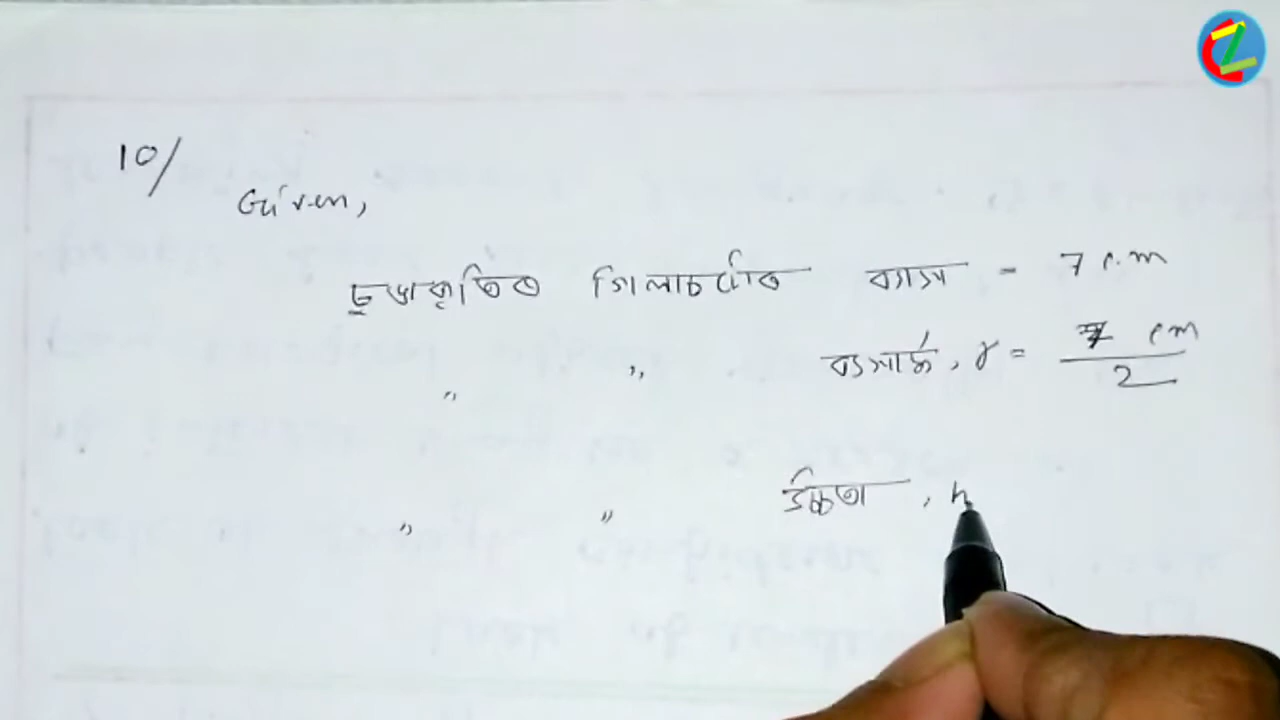 10/
Given,
চুঙাকৃতিৰ গিলাচটোৰ ব্যাস = 7 c.m
" " ব্যাসাৰ্দ্ধ, r = 7/2 cm
" " উচ্চতা, h